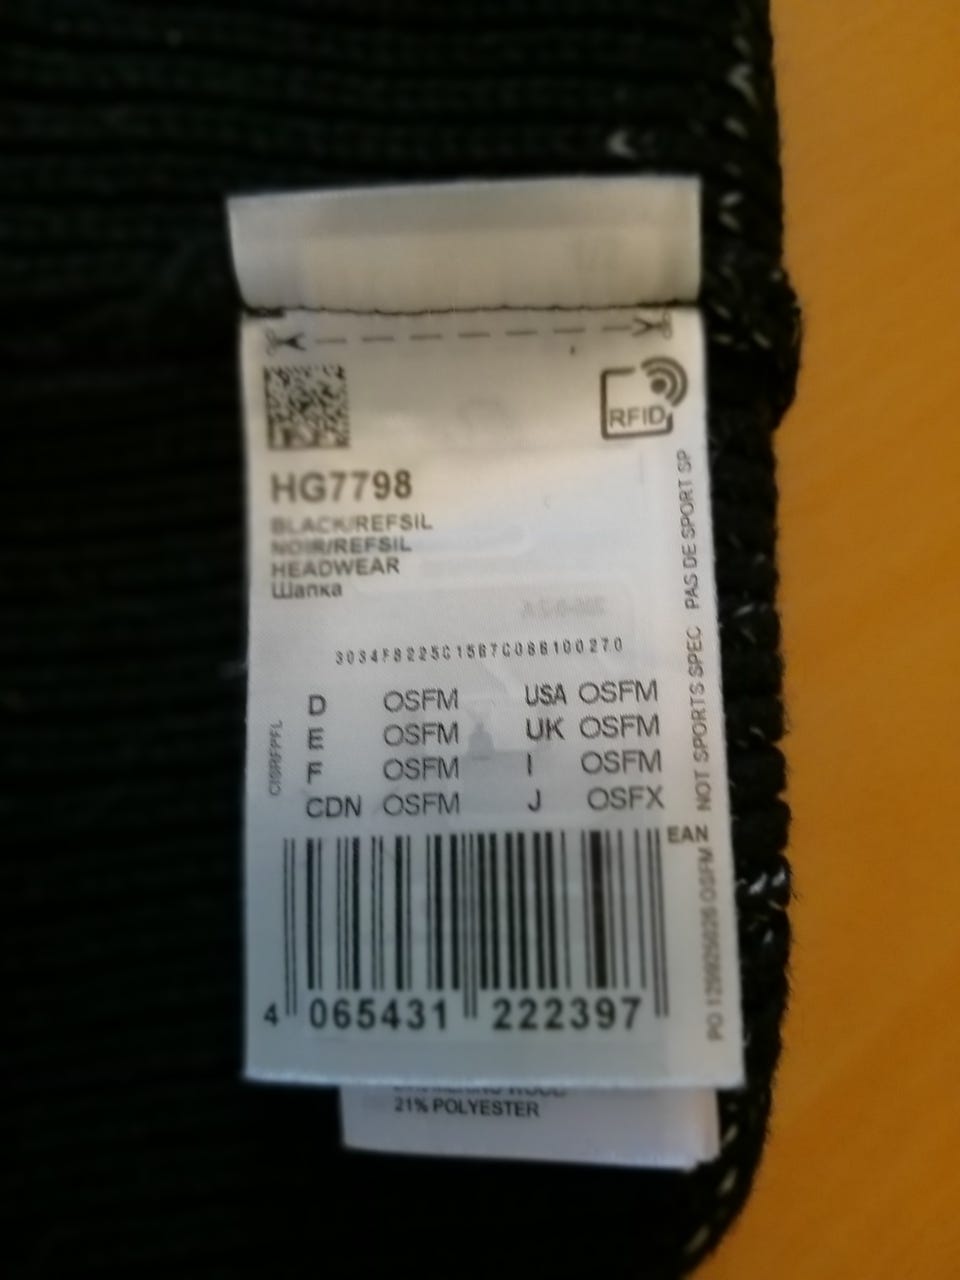 RFID
HG7798
BLACK/REFSIL
NOIR/REFSIL
HEADWEAR
Шапка
D OSFM USA OSFM
E OSFM UK OSFM
F OSFM I OSFM
CDN OSFM J OSFX
EAN
4 065431 222397
NOT SPORTS SPEC PAS DE SPORT SP
21% POLYESTER